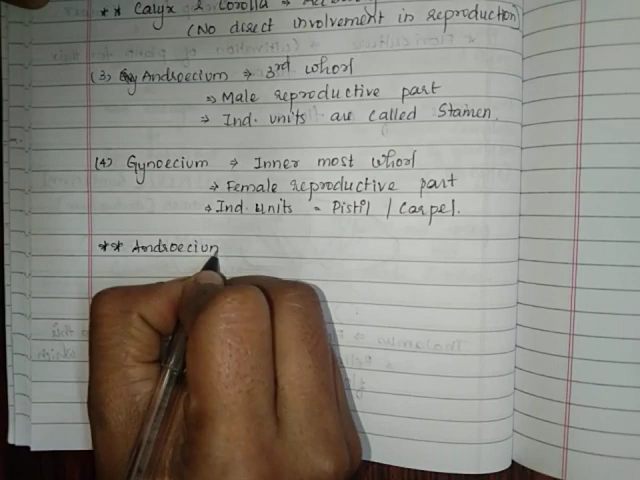 ** Calyx & Corolla →
(No direct involvement in reproduction)
(3) Androecium → 3rd whorl
→ Male reproductive part
→ Ind. units are called Stamen.
(4) Gynoecium → Inner most whorl
→ Female reproductive part
→ Ind. units = Pistil / Carpel.
** Androeciun